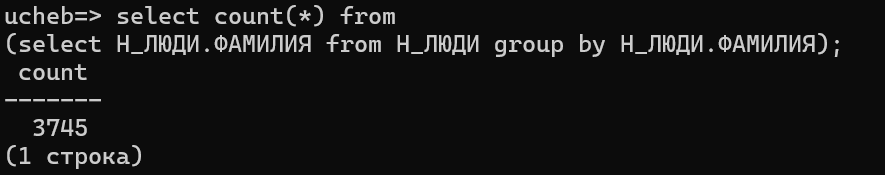 ucheb=> select count(*) from
(select Н_ЛЮДИ.ФАМИЛИЯ from Н_ЛЮДИ group by Н_ЛЮДИ.ФАМИЛИЯ);
 count
-------
  3745
(1 строка)